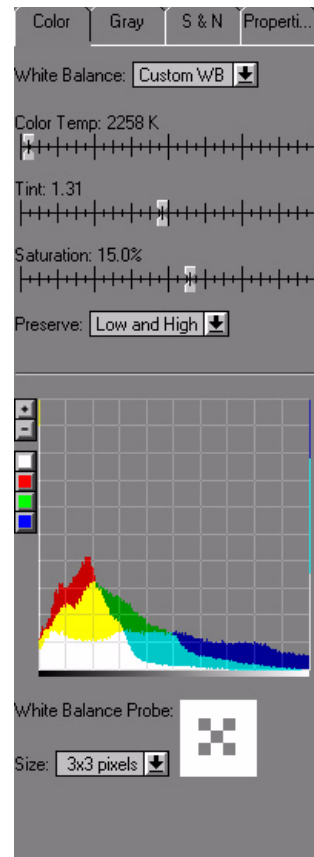 Color Gray S & N Properti...
White Balance: Custom WB
Color Temp: 2258 K
Tint: 1.31
Saturation: 15.0%
Preserve: Low and High
+
-
White Balance Probe:
Size: 3x3 pixels